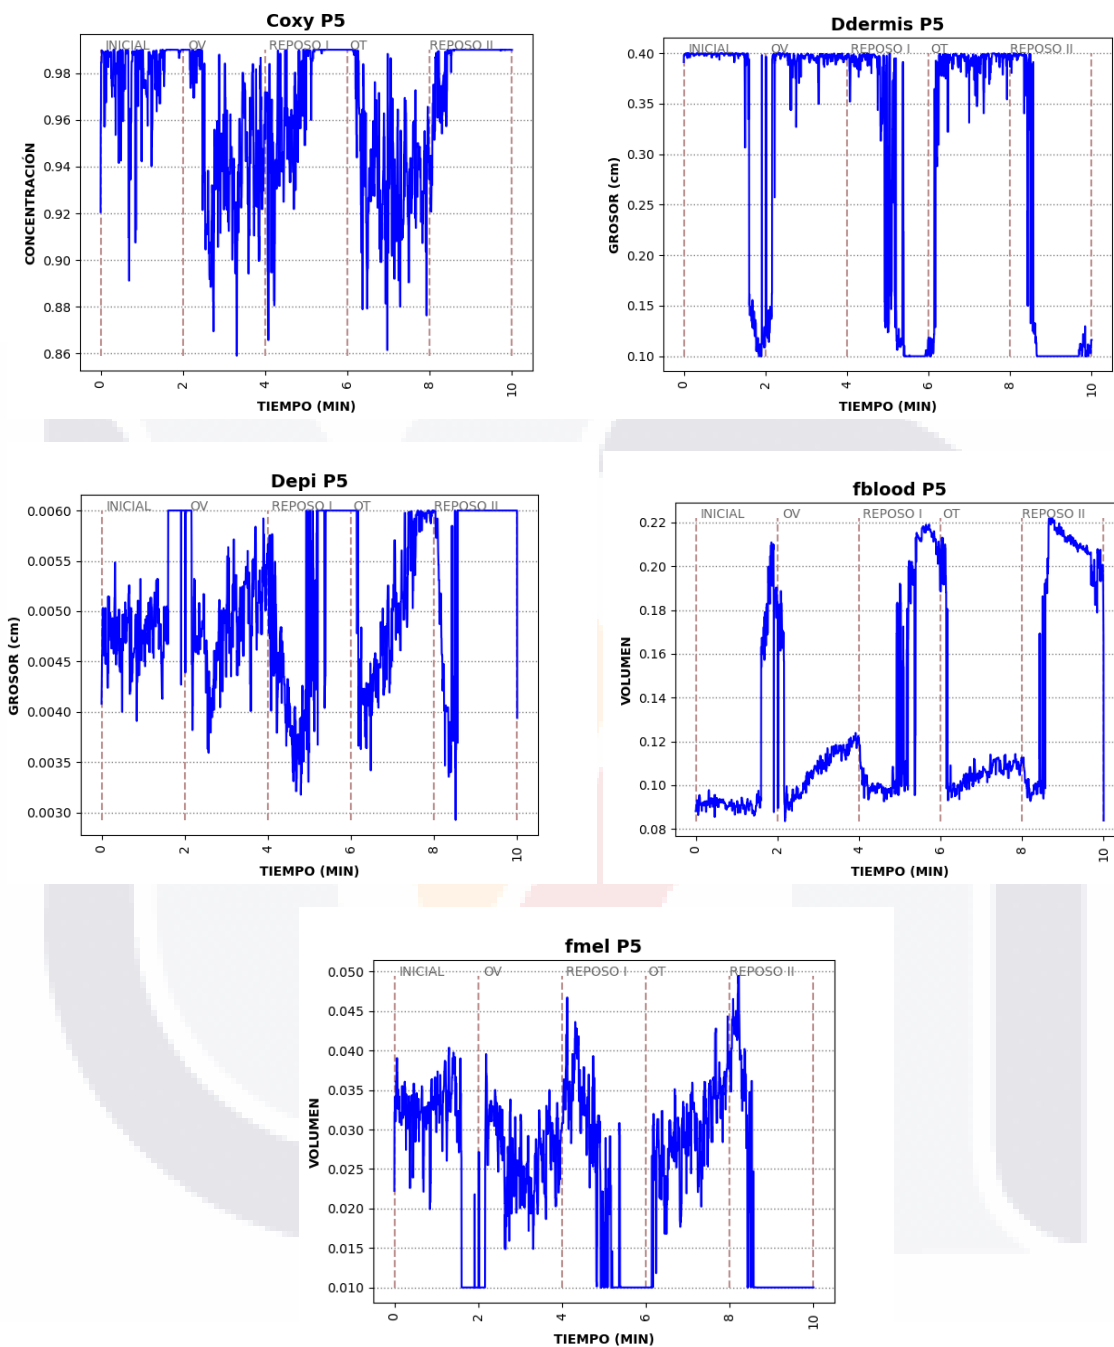 Coxy P5
INICIAL OV REPOSO I OT REPOSO II
0.98
0.96
0.94
0.92
0.90
0.88
0.86
CONCENTRACIÓN
0 2 4 6 8 10
TIEMPO (MIN)
Ddermis P5
INICIAL OV REPOSO I OT REPOSO II
0.40
0.35
0.30
0.25
0.20
0.15
0.10
GROSOR (cm)
0 2 4 6 8 10
TIEMPO (MIN)
Depi P5
INICIAL OV REPOSO I OT REPOSO II
0.0060
0.0055
0.0050
0.0045
0.0040
0.0035
0.0030
GROSOR (cm)
0 2 4 6 8 10
TIEMPO (MIN)
fblood P5
INICIAL OV REPOSO I OT REPOSO II
0.22
0.20
0.18
0.16
0.14
0.12
0.10
0.08
VOLUMEN
0 2 4 6 8 10
TIEMPO (MIN)
fmel P5
INICIAL OV REPOSO I OT REPOSO II
0.050
0.045
0.040
0.035
0.030
0.025
0.020
0.015
0.010
VOLUMEN
0 2 4 6 8 10
TIEMPO (MIN)